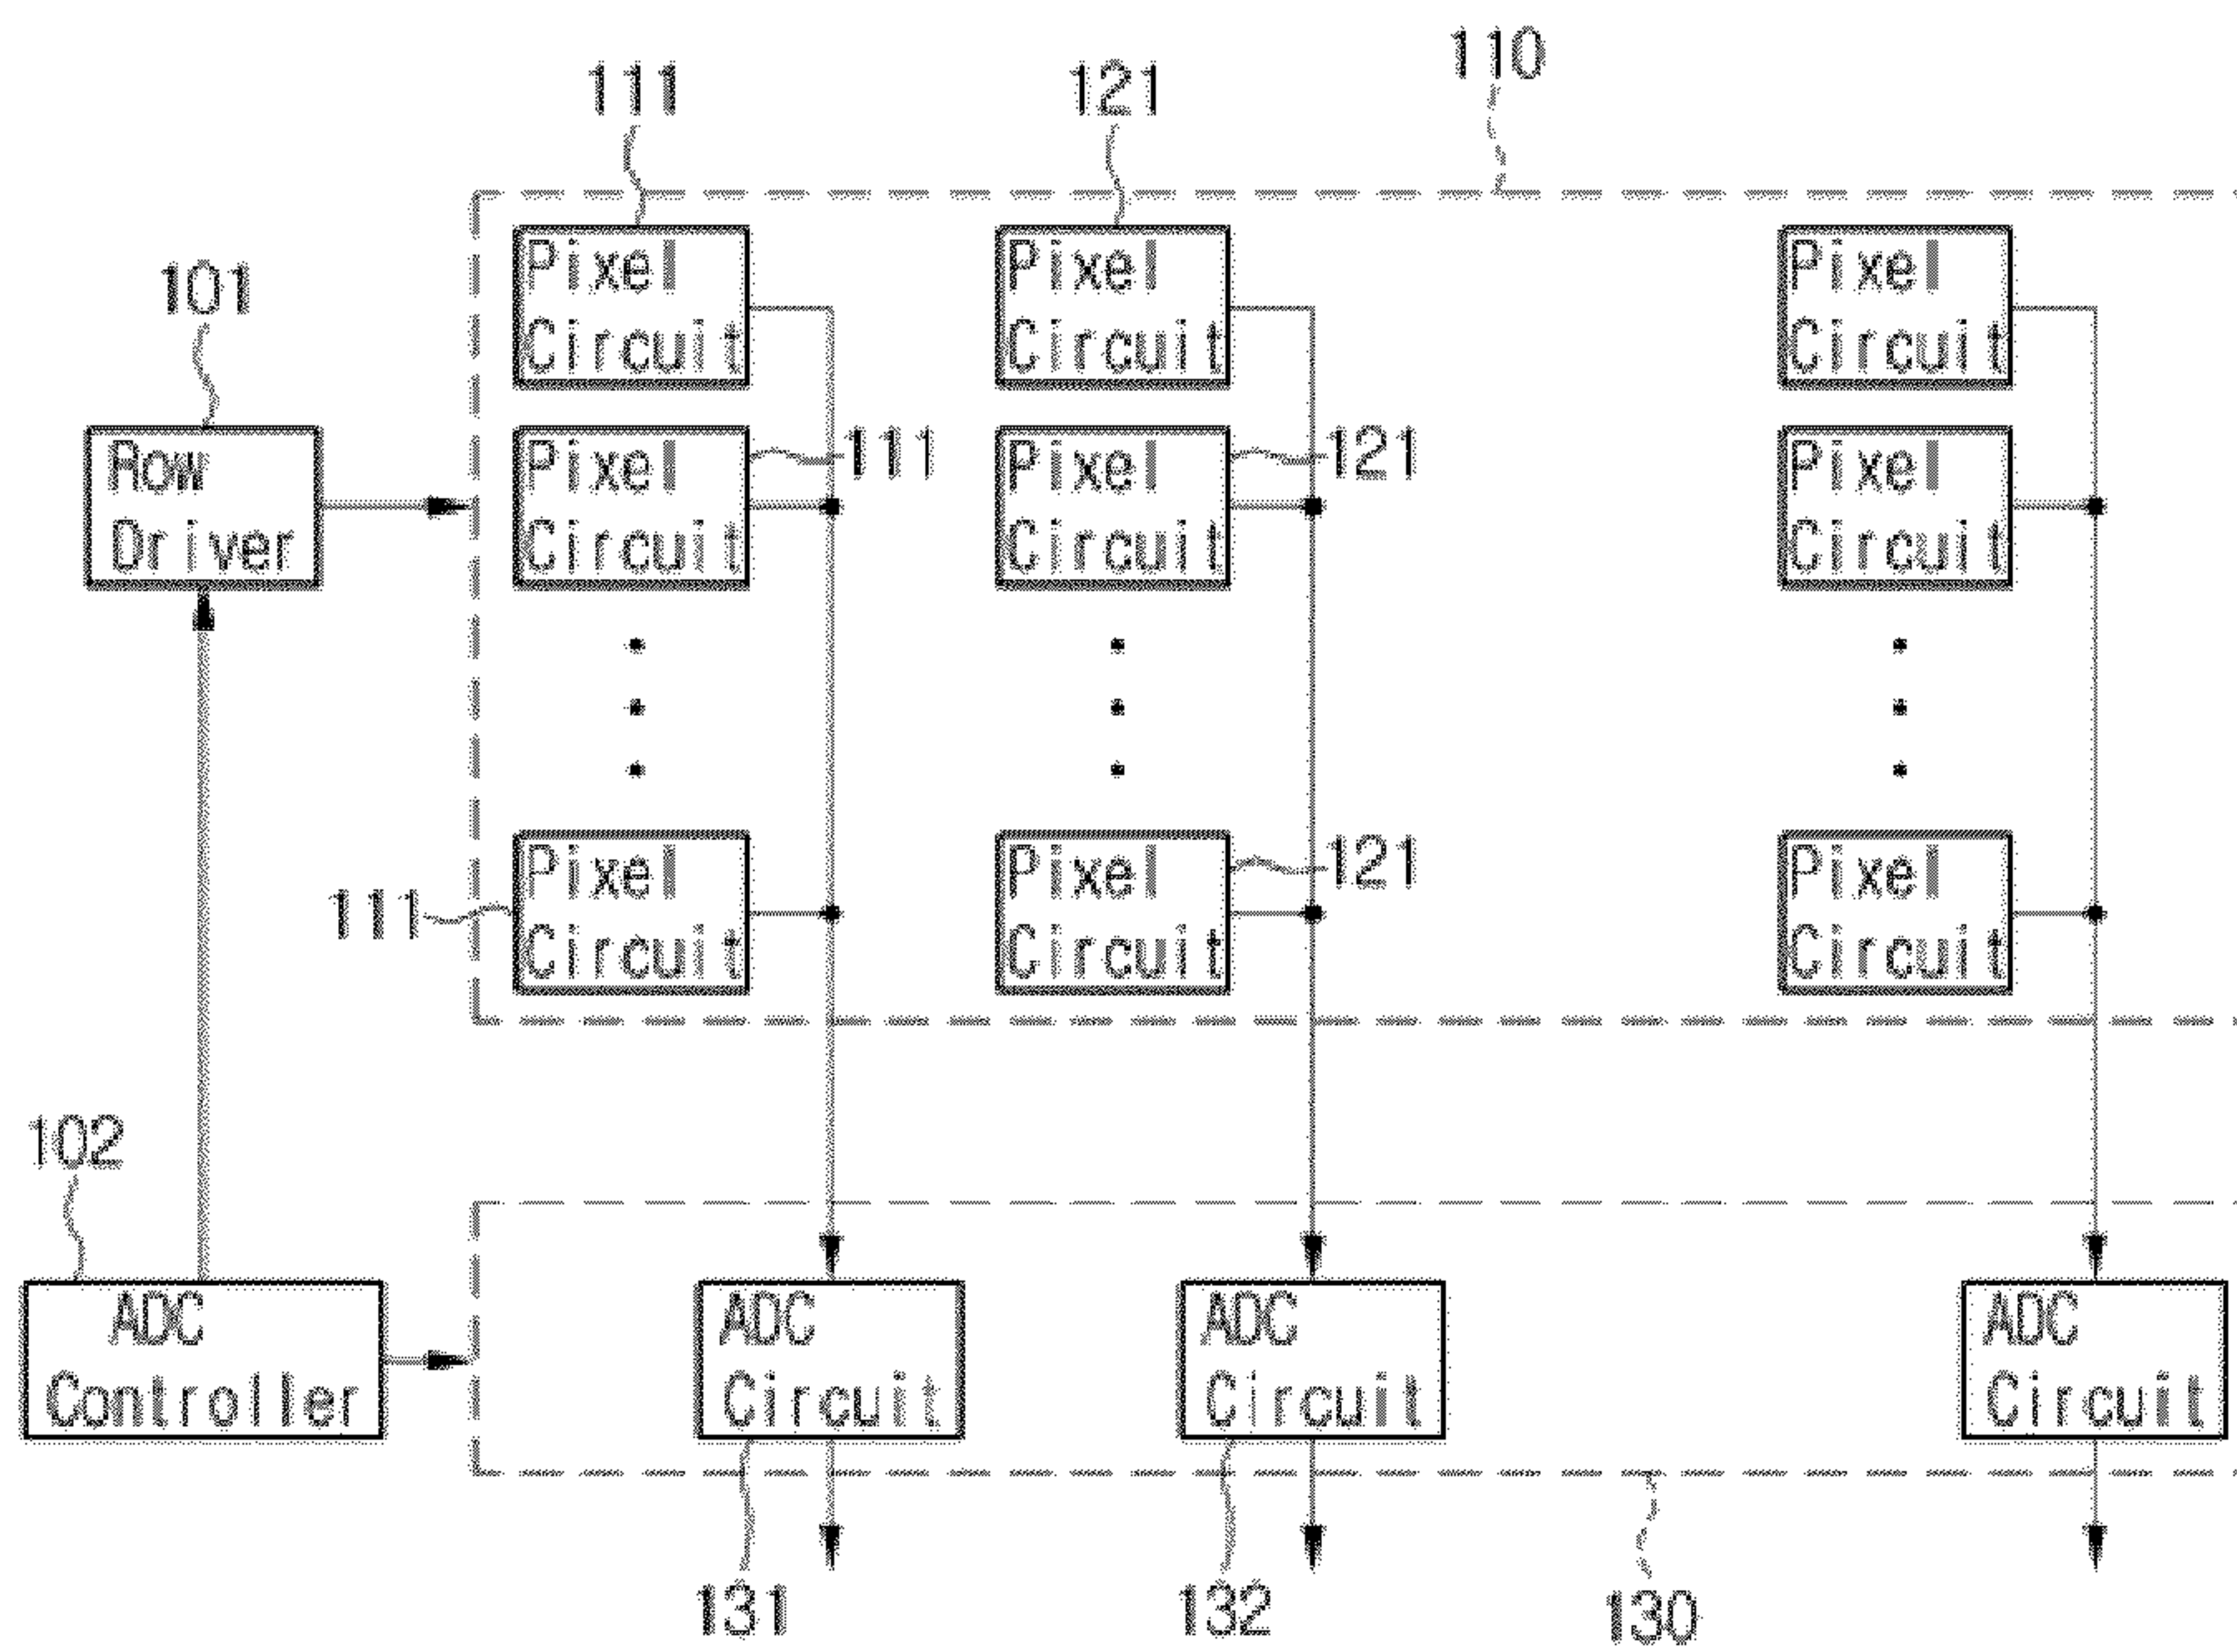 110
111
121
Pixel
Circuit
Pixel
Circuit
Pixel
Circuit
101
Row
Driver
Pixel
Circuit
111
Pixel
Circuit
121
Pixel
Circuit
111
Pixel
Circuit
Pixel
Circuit
121
Pixel
Circuit
102
ADC
Controller
ADC
Circuit
ADC
Circuit
ADC
Circuit
131
132
130